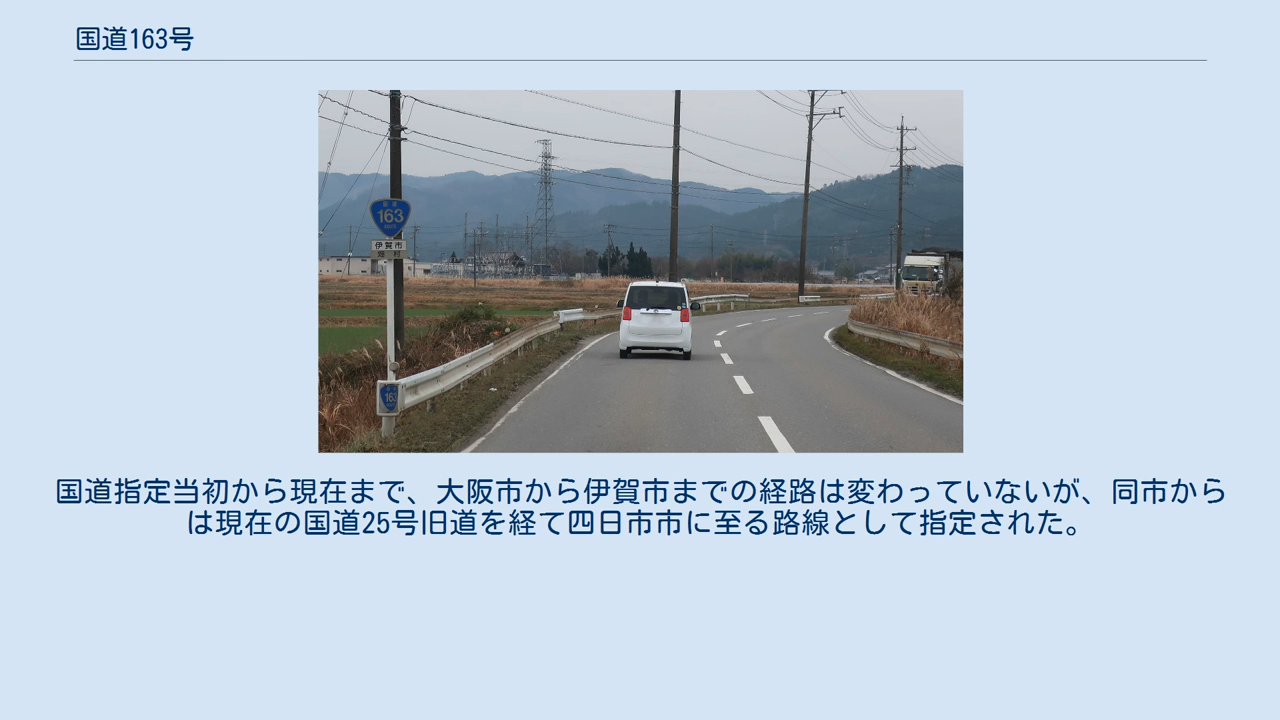 国道163号
国道
163
伊賀市
163
国道指定当初から現在まで、大阪市から伊賀市までの経路は変わっていないが、同市から
は現在の国道25号旧道を経て四日市市に至る路線として指定された。